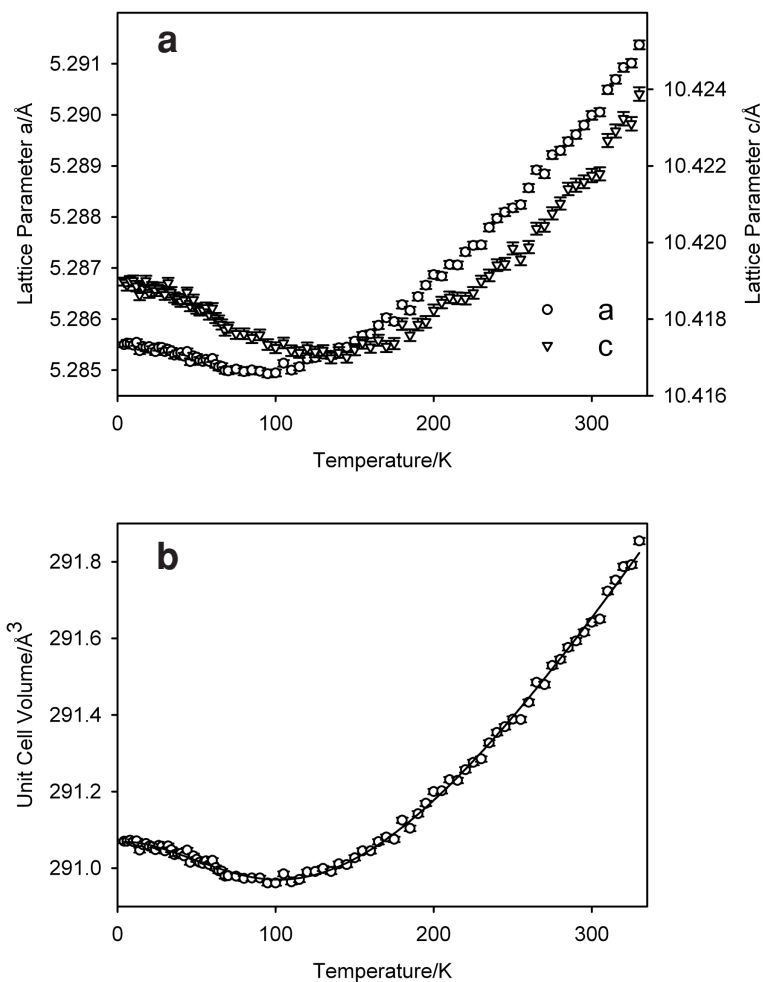 a
5.291
5.290
5.289
5.288
5.287
5.286
5.285
Lattice Parameter a/Å
10.424
10.422
10.420
10.418
10.416
Lattice Parameter c/Å
a
c
0 100 200 300
Temperature/K
b
291.8
291.6
291.4
291.2
291.0
Unit Cell Volume/Å³
0 100 200 300
Temperature/K